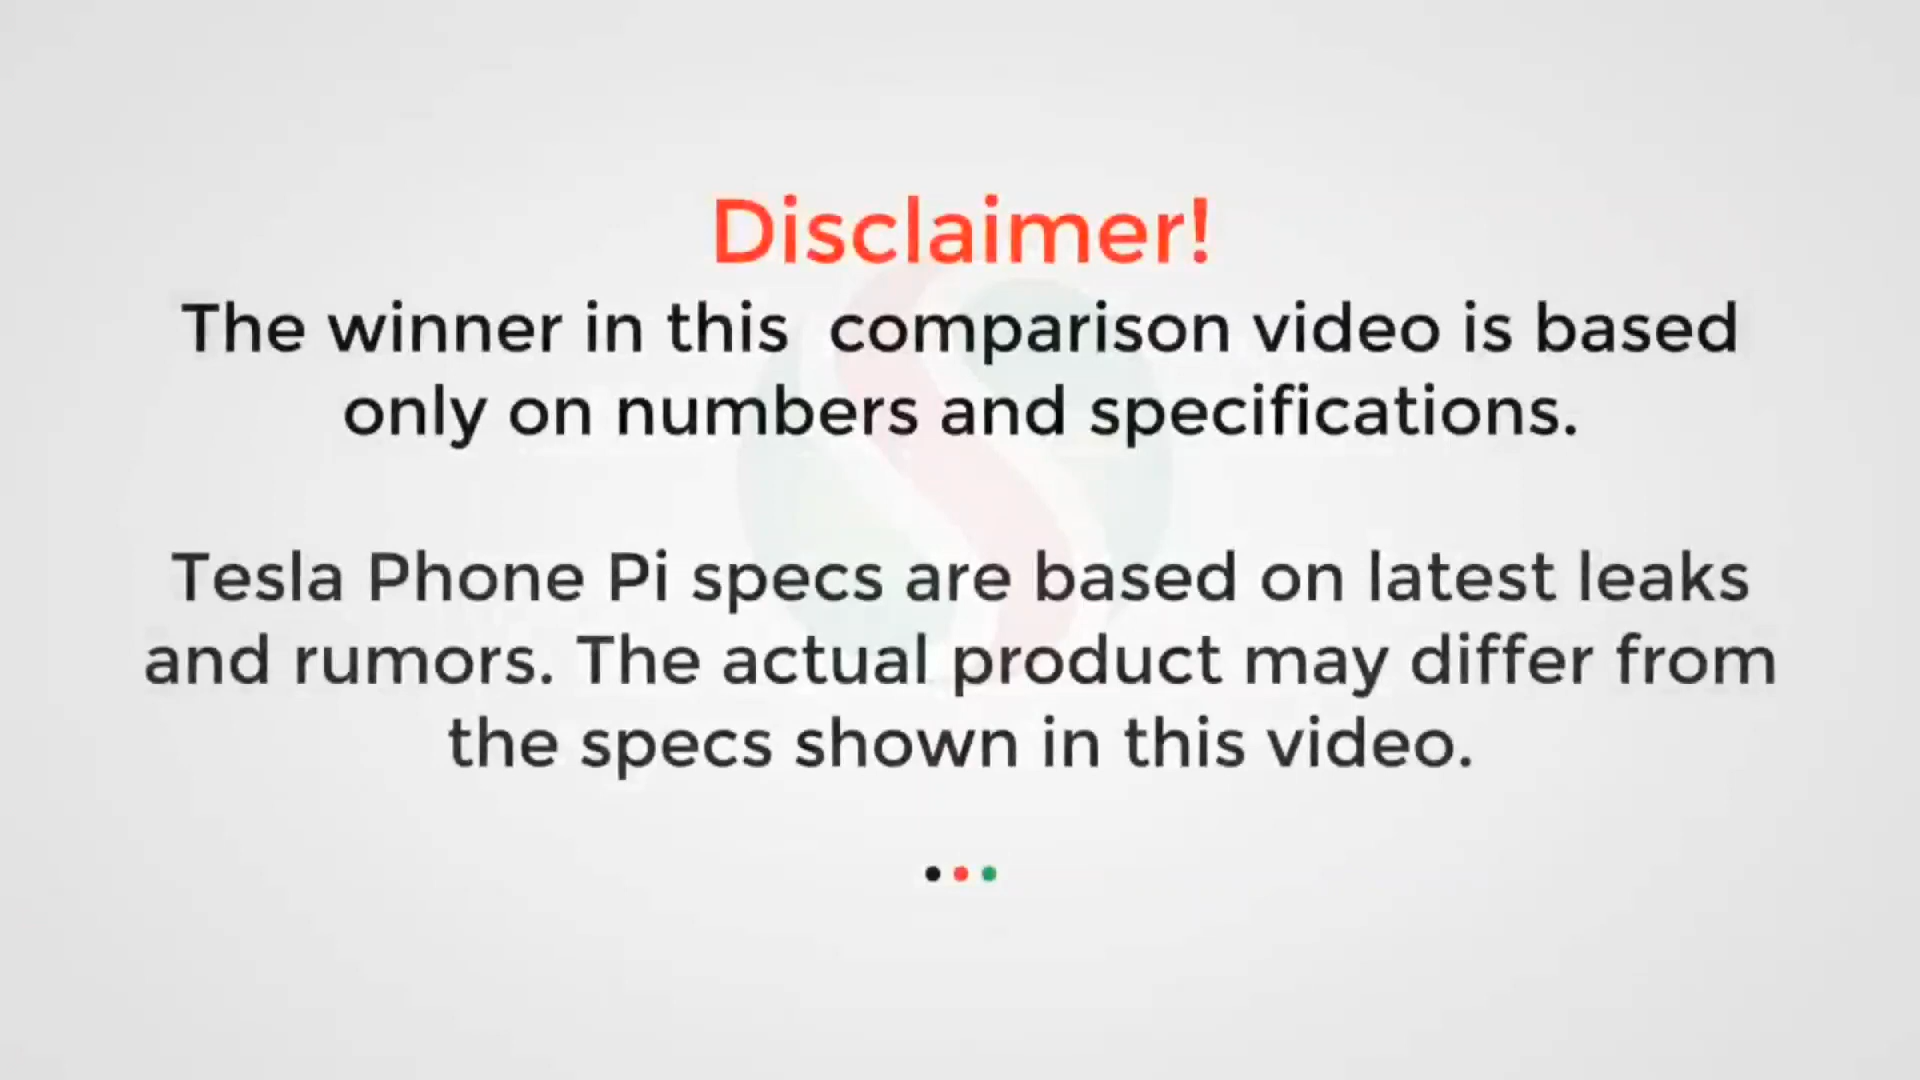 Disclaimer!
The winner in this  comparison video is based
only on numbers and specifications.
Tesla Phone Pi specs are based on latest leaks
and rumors. The actual product may differ from
the specs shown in this video.